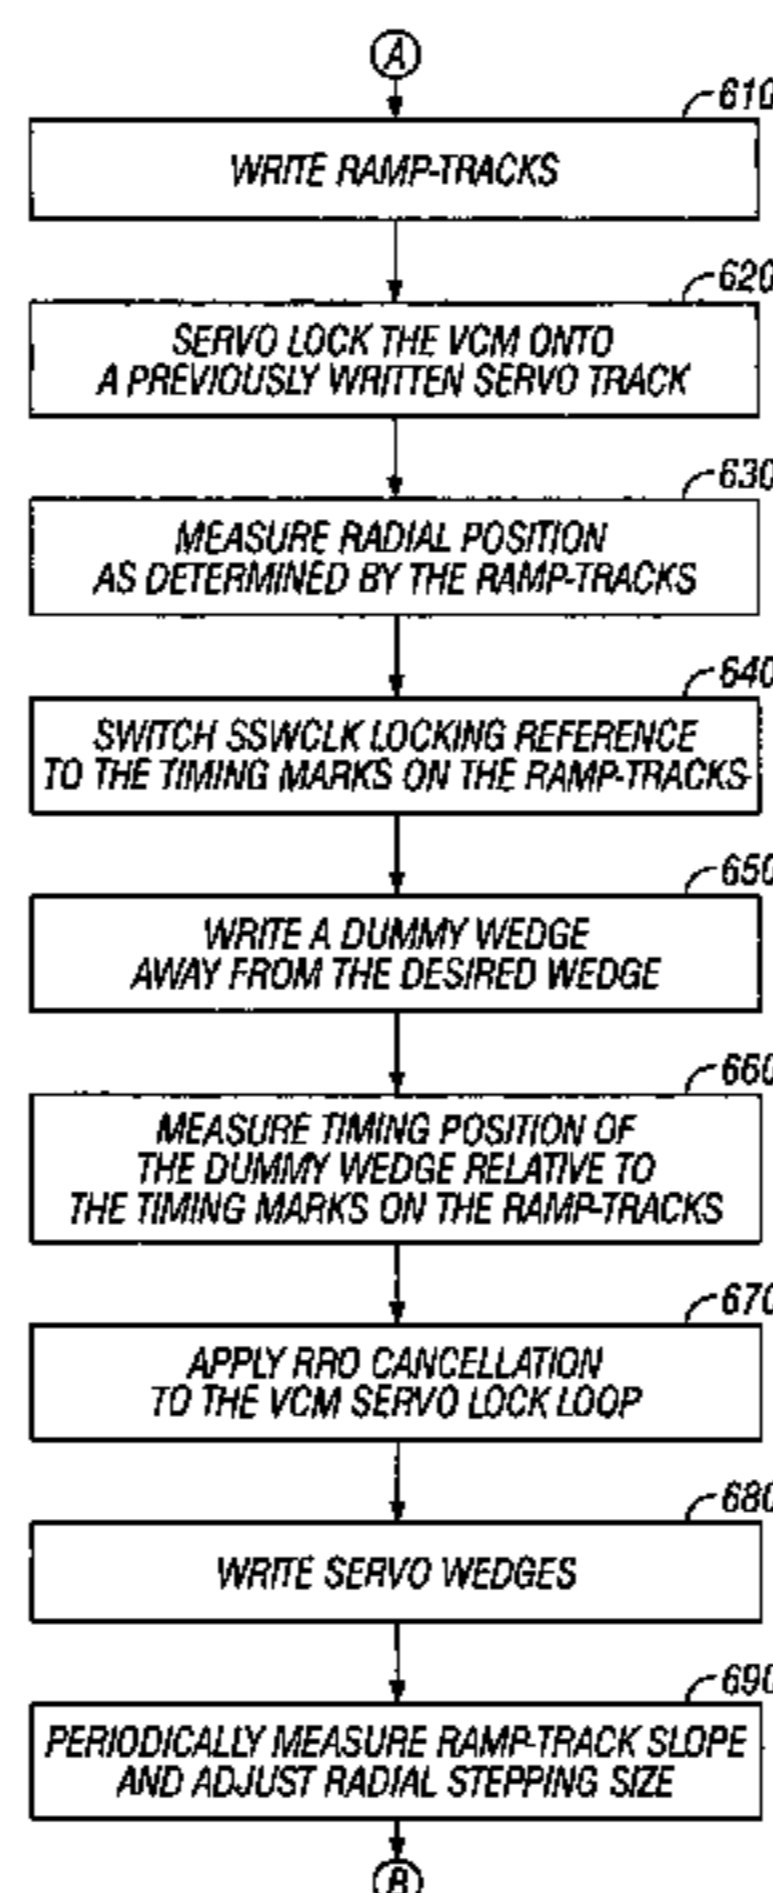 A
610
WRITE RAMP-TRACKS
620
SERVO LOCK THE VCM ONTO
A PREVIOUSLY WRITTEN SERVO TRACK
630
MEASURE RADIAL POSITION
AS DETERMINED BY THE RAMP-TRACKS
640
SWITCH SSWCLK LOCKING REFERENCE
TO THE TIMING MARKS ON THE RAMP-TRACKS
650
WRITE A DUMMY WEDGE
AWAY FROM THE DESIRED WEDGE
660
MEASURE TIMING POSITION OF
THE DUMMY WEDGE RELATIVE TO
THE TIMING MARKS ON THE RAMP-TRACKS
670
APPLY RRO CANCELLATION
TO THE VCM SERVO LOCK LOOP
680
WRITE SERVO WEDGES
690
PERIODICALLY MEASURE RAMP-TRACK SLOPE
AND ADJUST RADIAL STEPPING SIZE
B